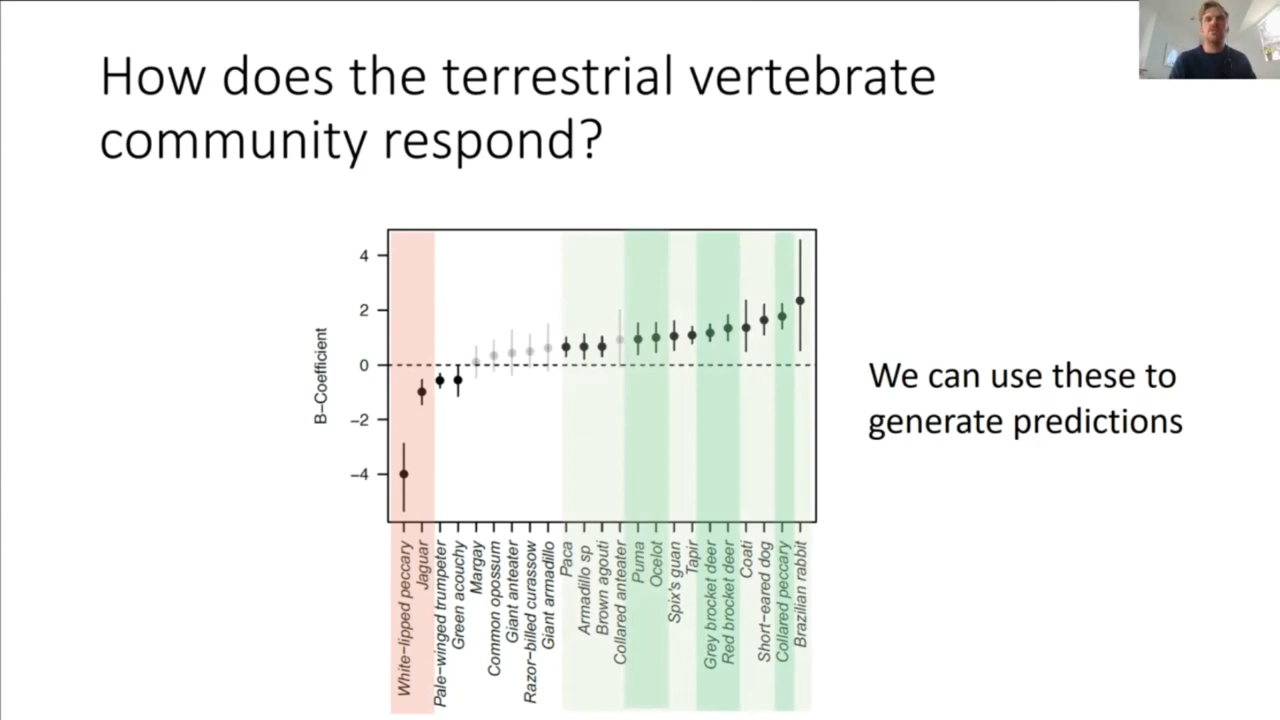 How does the terrestrial vertebrate
community respond?
4
2
0
−2
−4
B−Coefficient
White−lipped peccary
Jaguar
Pale−winged trumpeter
Green acouchy
Margay
Common opossum
Giant anteater
Razor−billed curassow
Giant armadillo
Paca
Armadillo sp
Brown agouti
Collared anteater
Puma
Ocelot
Spix's guan
Tapir
Grey brocket deer
Red brocket deer
Coati
Short−eared dog
Collared peccary
Brazilian rabbit
We can use these to
generate predictions